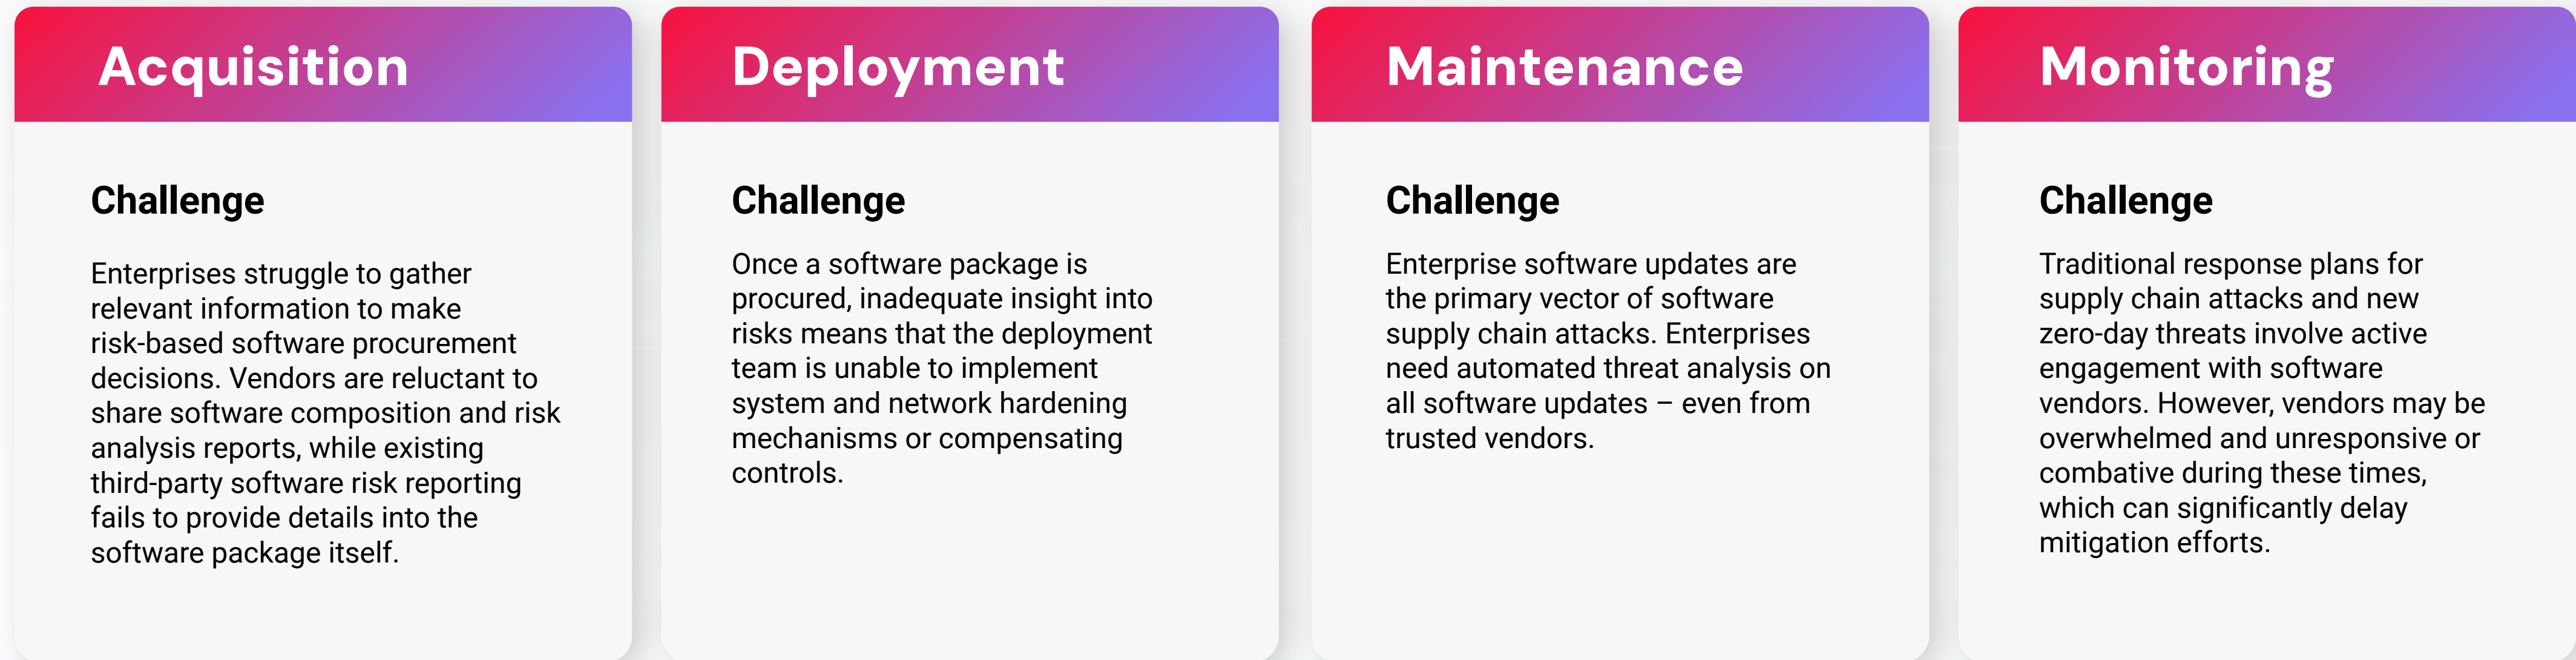 Acquisition
Challenge
Enterprises struggle to gather
relevant information to make
risk-based software procurement
decisions. Vendors are reluctant to
share software composition and risk
analysis reports, while existing
third-party software risk reporting
fails to provide details into the
software package itself.
Deployment
Challenge
Once a software package is
procured, inadequate insight into
risks means that the deployment
team is unable to implement
system and network hardening
mechanisms or compensating
controls.
Maintenance
Challenge
Enterprise software updates are
the primary vector of software
supply chain attacks. Enterprises
need automated threat analysis on
all software updates – even from
trusted vendors.
Monitoring
Challenge
Traditional response plans for
supply chain attacks and new
zero-day threats involve active
engagement with software
vendors. However, vendors may be
overwhelmed and unresponsive or
combative during these times,
which can significantly delay
mitigation efforts.